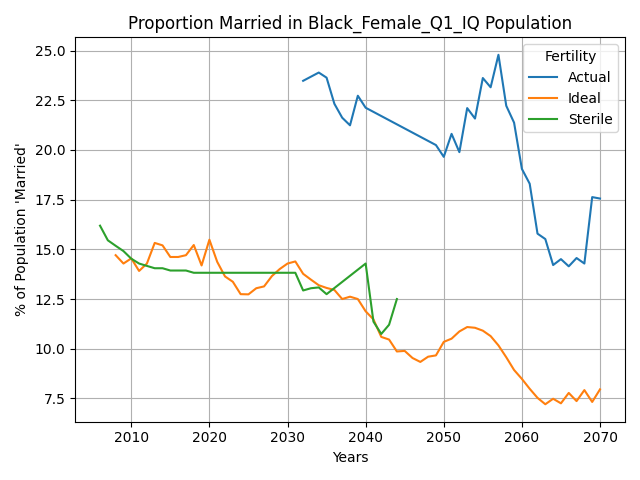 Proportion Married in Black_Female_Q1_IQ Population
% of Population 'Married'
25.0
22.5
20.0
17.5
15.0
12.5
10.0
7.5
Fertility
Actual
Ideal
Sterile
2010 2020 2030 2040 2050 2060 2070
Years